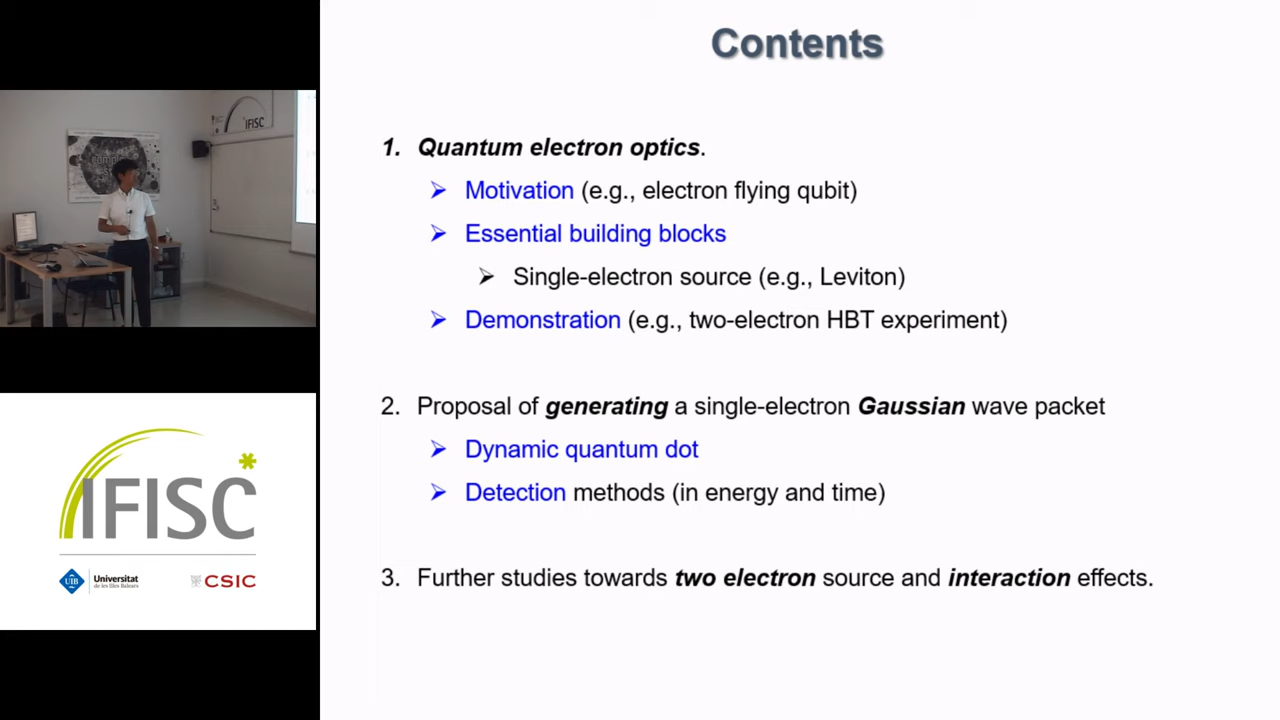 Contents
1. Quantum electron optics.
➢ Motivation (e.g., electron flying qubit)
➢ Essential building blocks
➢ Single-electron source (e.g., Leviton)
➢ Demonstration (e.g., two-electron HBT experiment)
2. Proposal of generating a single-electron Gaussian wave packet
➢ Dynamic quantum dot
➢ Detection methods (in energy and time)
3. Further studies towards two electron source and interaction effects.
IFISC
IFISC
UIB Universitat
de les Illes Balears
CSIC